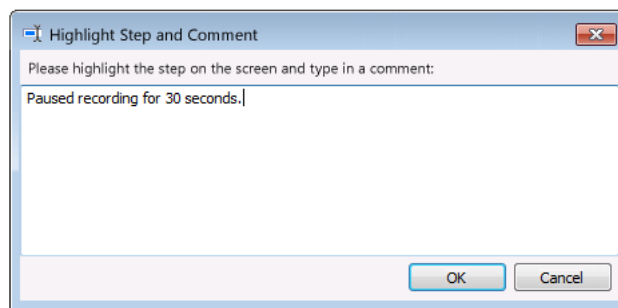 Highlight Step and Comment
Please highlight the step on the screen and type in a comment:
Paused recording for 30 seconds.
OK Cancel